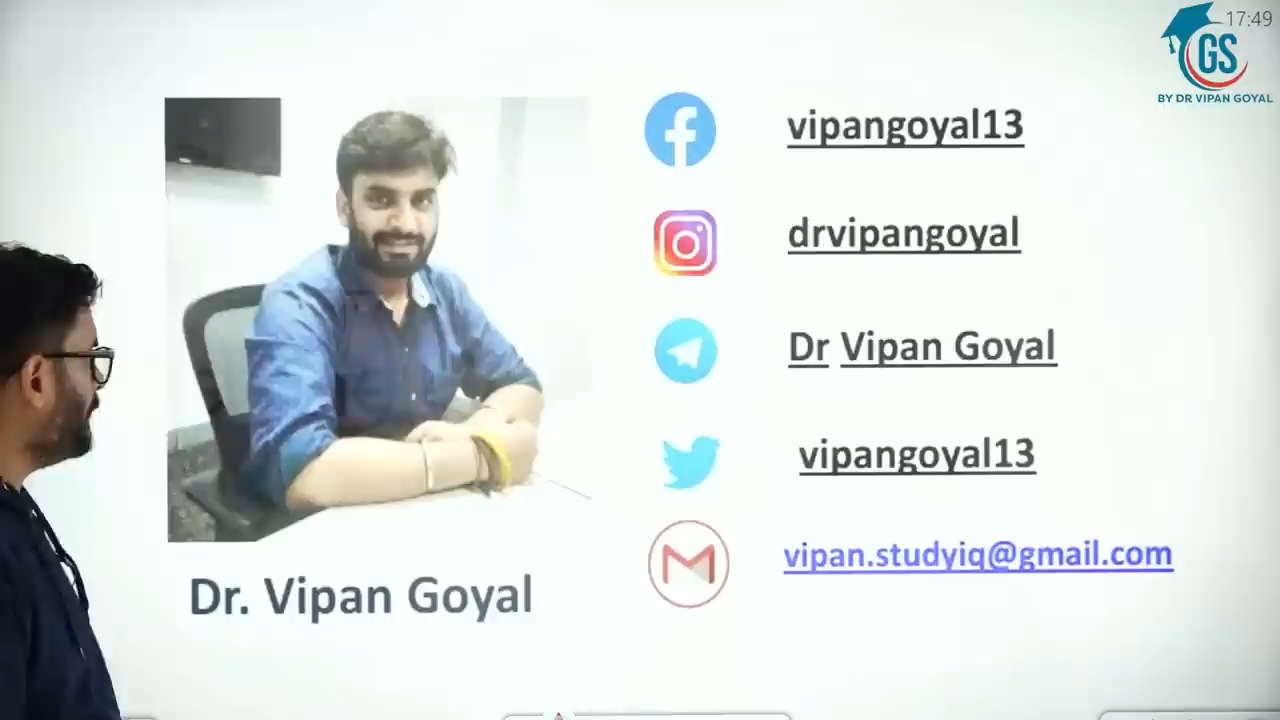 17:49
GS
BY DR VIPAN GOYAL
vipangoyal13
drvipangoyal
Dr Vipan Goyal
vipangoyal13
vipan.studyiq@gmail.com
Dr. Vipan Goyal